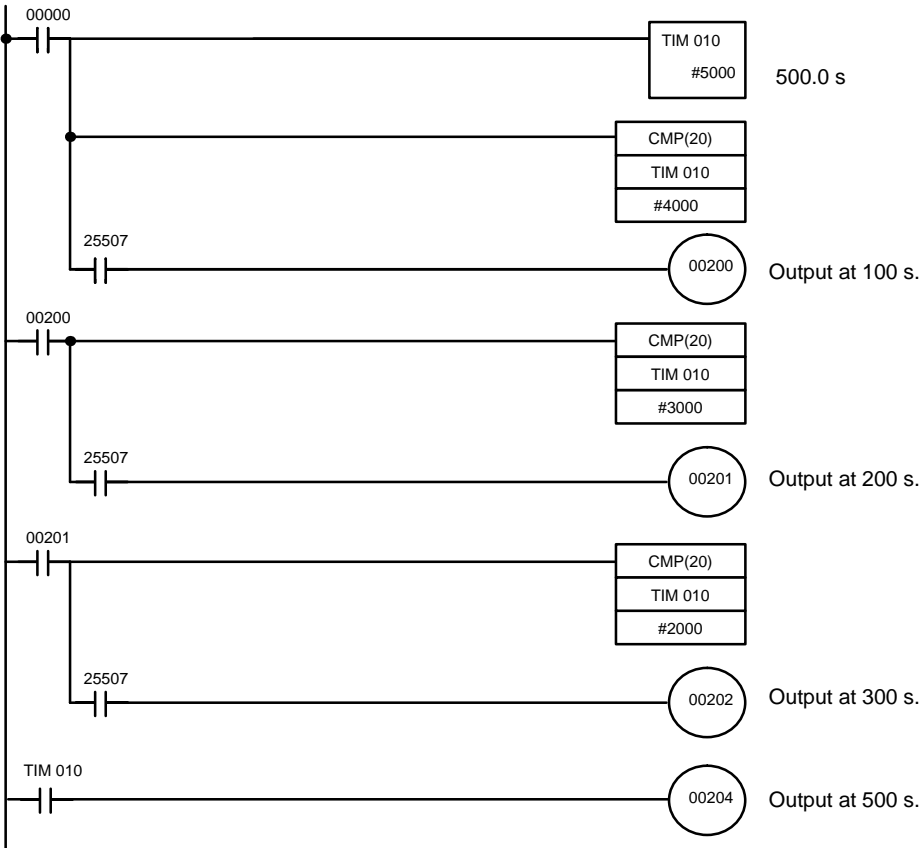 00000
TIM 010
#5000
500.0 s
CMP(20)
TIM 010
#4000
25507
00200
Output at 100 s.
00200
CMP(20)
TIM 010
#3000
25507
00201
Output at 200 s.
00201
CMP(20)
TIM 010
#2000
25507
00202
Output at 300 s.
TIM 010
00204
Output at 500 s.